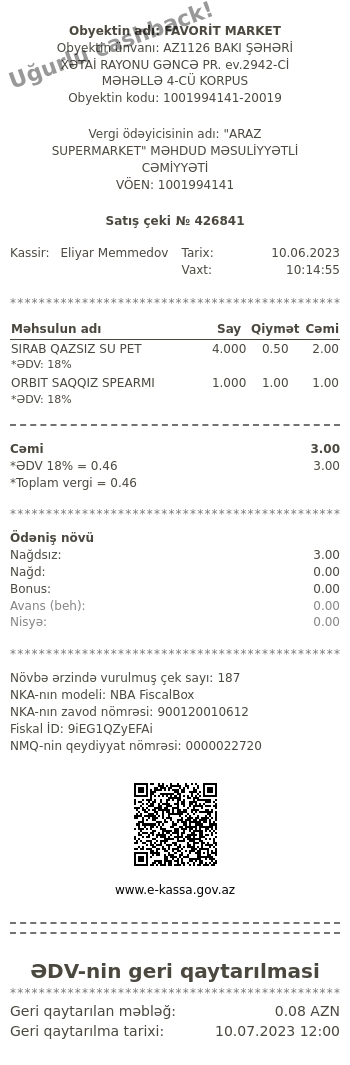 Uğurlu cashback!
Obyektin adı: FAVORİT MARKET
Obyektin ünvanı: AZ1126 BAKI ŞƏHƏRİ
XƏTAİ RAYONU GƏNCƏ PR. ev.2942-Cİ
MƏHƏLLƏ 4-CÜ KORPUS
Obyektin kodu: 1001994141-20019
Vergi ödəyicisinin adı: "ARAZ
SUPERMARKET" MƏHDUD MƏSULİYYƏTLİ
CƏMİYYƏTİ
VÖEN: 1001994141
Satış çeki № 426841
Kassir: Eliyar Memmedov Tarix: 10.06.2023
Vaxt: 10:14:55
Məhsulun adı Say Qiymət Cəmi
SIRAB QAZSIZ SU PET 4.000 0.50 2.00
*ƏDV: 18%
ORBIT SAQQIZ SPEARMI 1.000 1.00 1.00
*ƏDV: 18%
Cəmi 3.00
*ƏDV 18% = 0.46 3.00
*Toplam vergi = 0.46
Ödəniş növü
Nağdsız: 3.00
Nağd: 0.00
Bonus: 0.00
Avans (beh): 0.00
Nisyə: 0.00
Növbə ərzində vurulmuş çek sayı: 187
NKA-nın modeli: NBA FiscalBox
NKA-nın zavod nömrəsi: 900120010612
Fiskal İD: 9iEG1QZyEFAi
NMQ-nin qeydiyyat nömrəsi: 0000022720
www.e-kassa.gov.az
ƏDV-nin geri qaytarılması
Geri qaytarılan məbləğ: 0.08 AZN
Geri qaytarılma tarixi: 10.07.2023 12:00